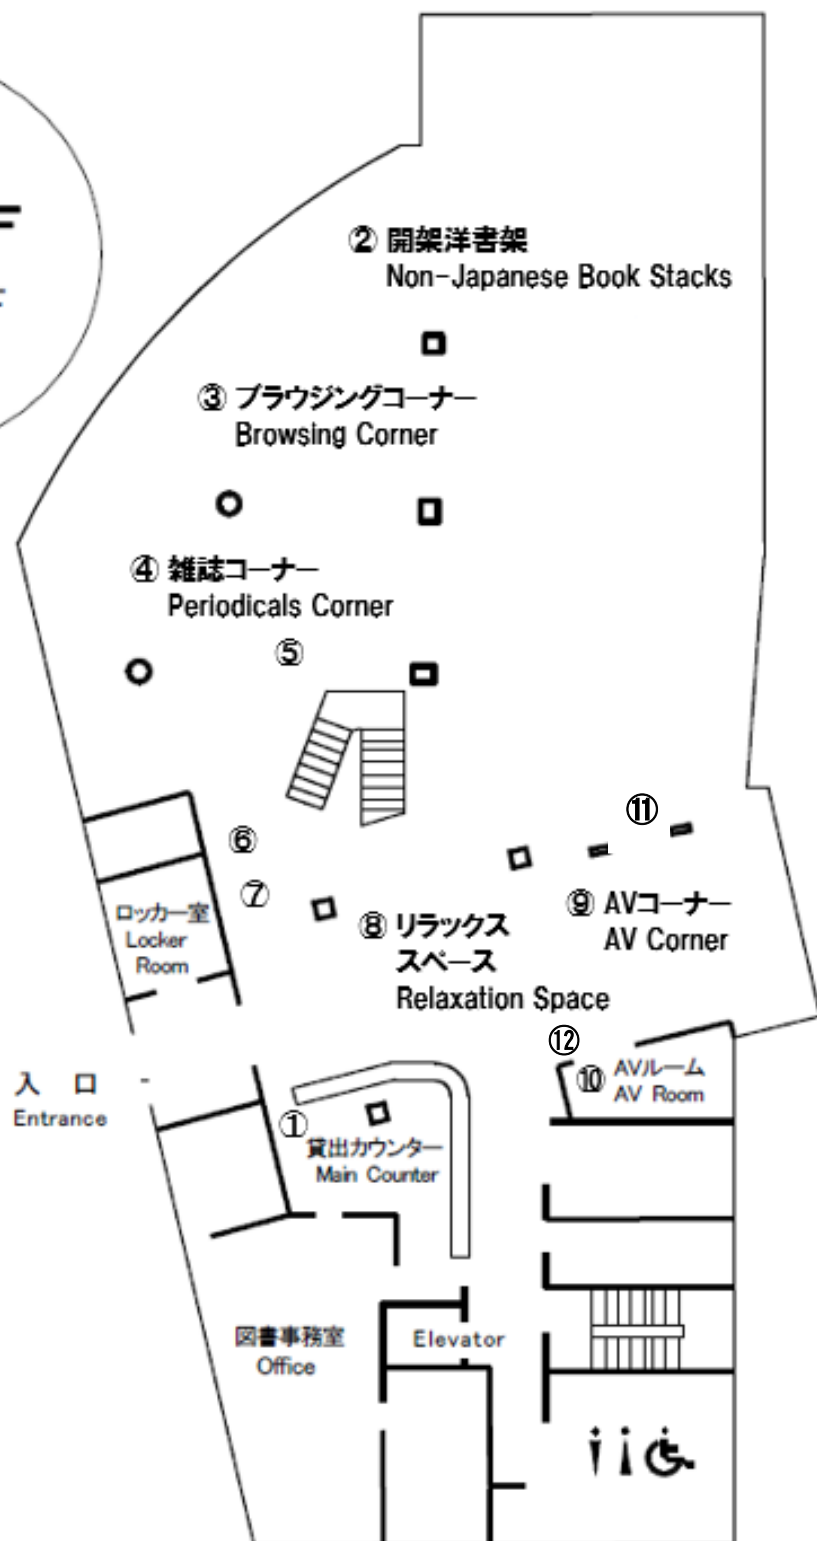 ② 開架洋書架
Non-Japanese Book Stacks
③ ブラウジングコーナー
Browsing Corner
④ 雑誌コーナー
Periodicals Corner
⑤
⑪
⑥
⑦
ロッカー室
Locker
Room
⑧ リラックス
スペース
Relaxation Space
⑨ AVコーナー
AV Corner
⑫
⑩ AVルーム
AV Room
入口
Entrance
①
貸出カウンター
Main Counter
図書事務室
Office
Elevator